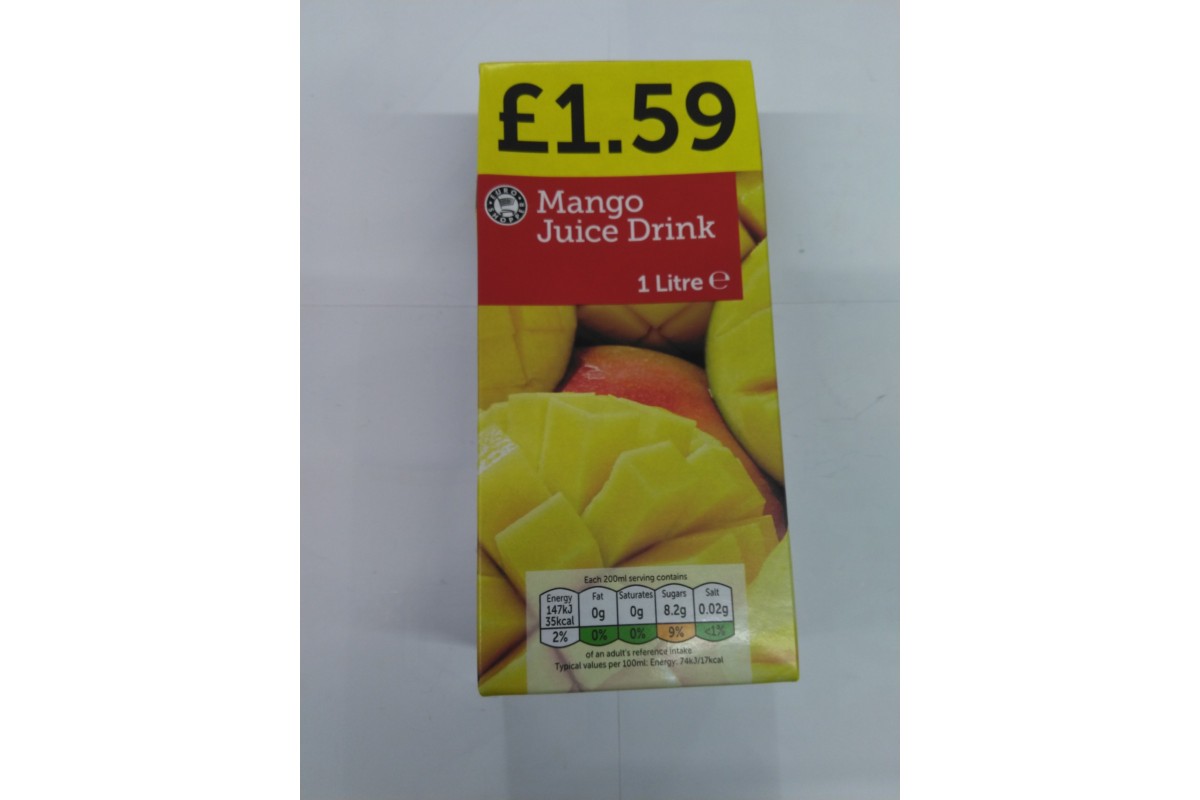 £1.59
EURO SHOPPER
Mango
Juice Drink
1 Litre ℮
Each 200ml serving contains
Energy 147kJ 35kcal 2%
Fat 0g 0%
Saturates 0g 0%
Sugars 8.2g 9%
Salt 0.02g <1%
of an adult's reference intake
Typical values per 100ml: Energy: 74kJ/17kcal